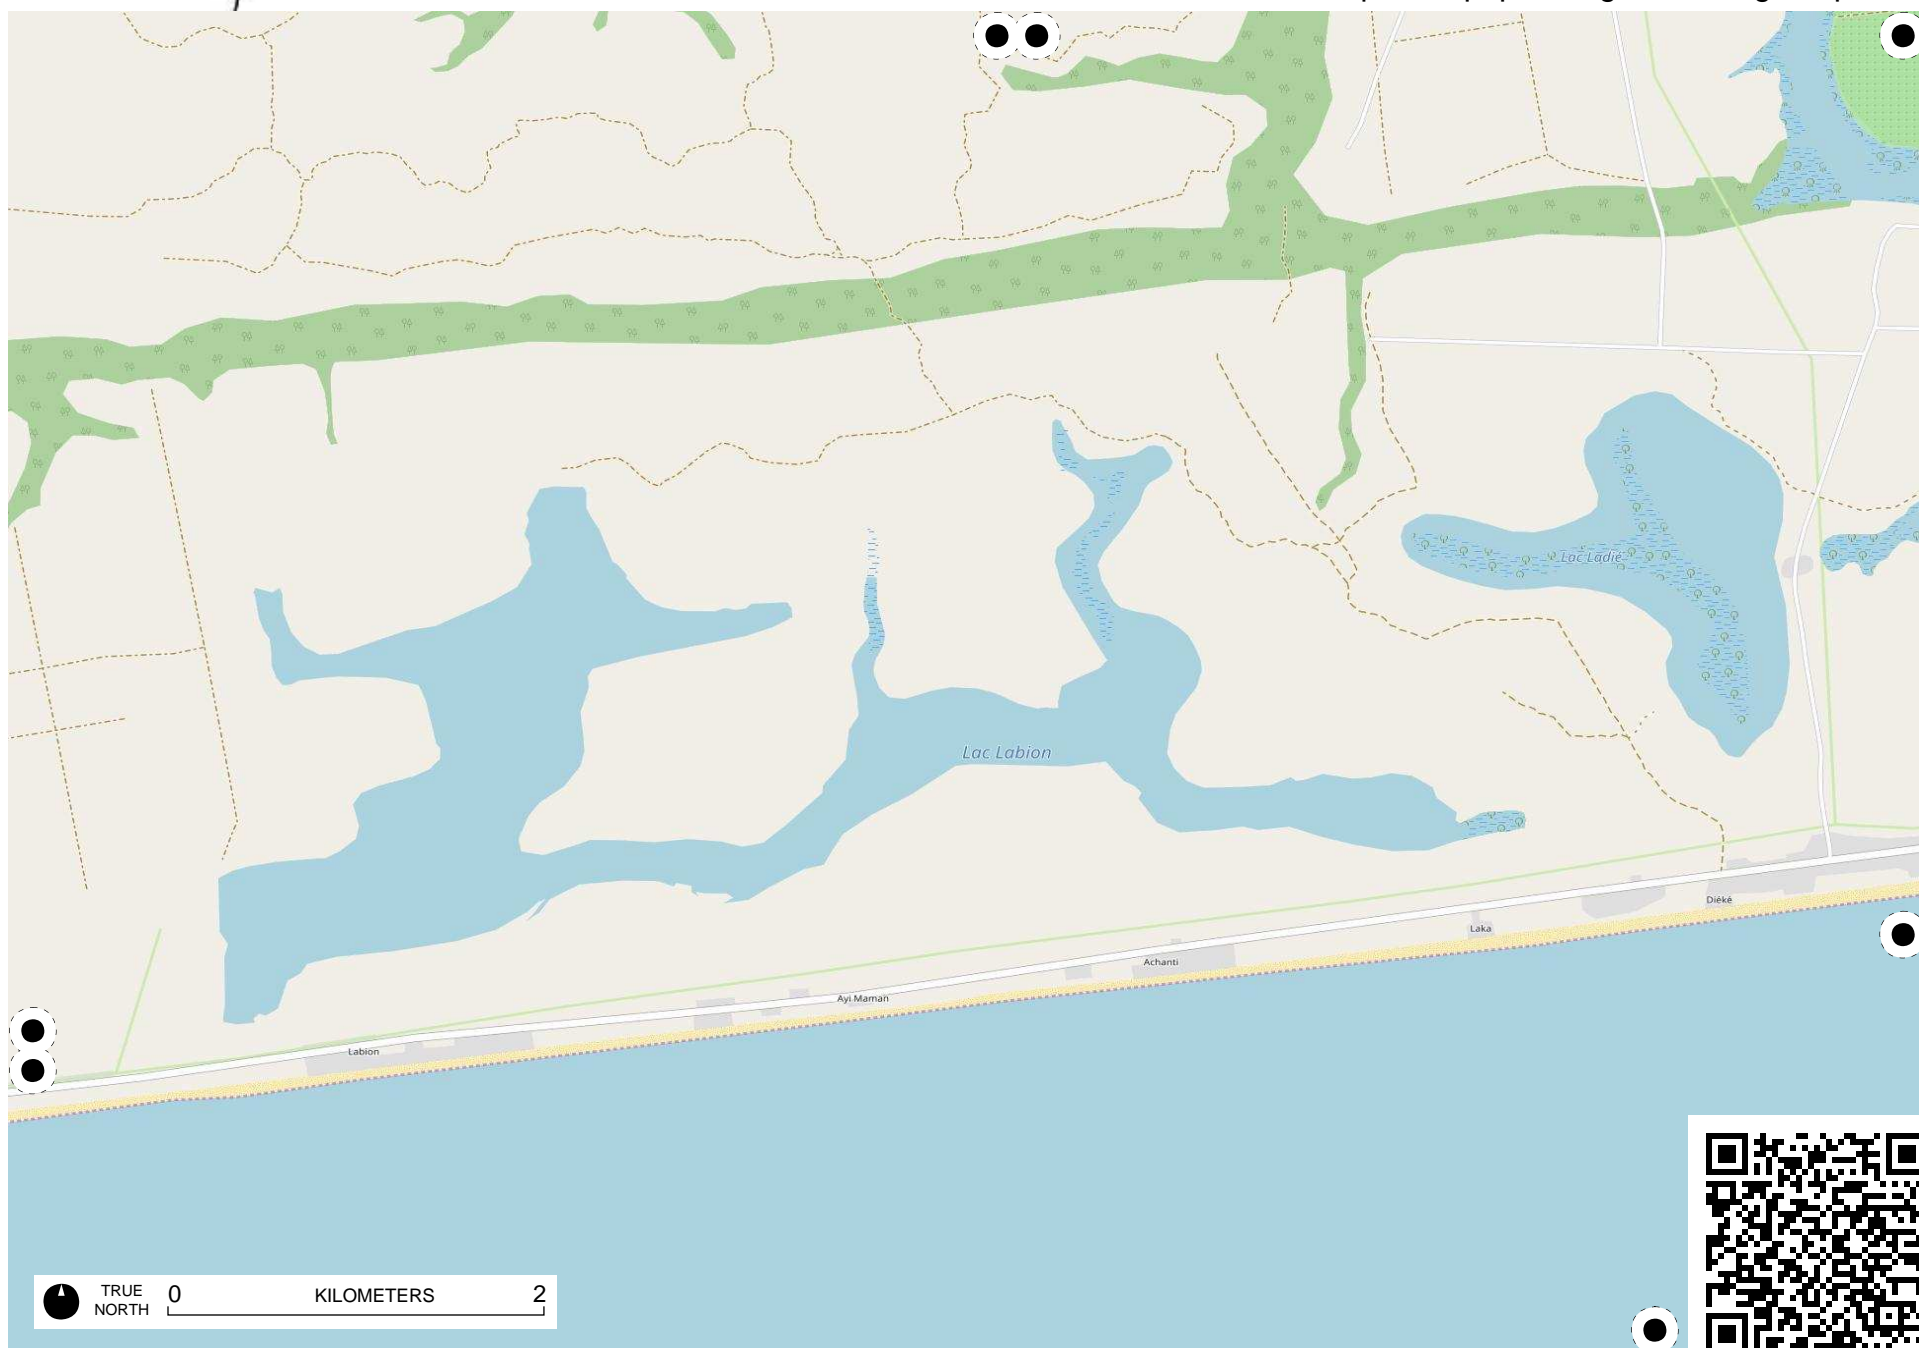 Lac Ladié
Lac Labion
Diéké
Laka
Achanti
Ayi Maman
Labion
TRUE
NORTH
0 KILOMETERS 2